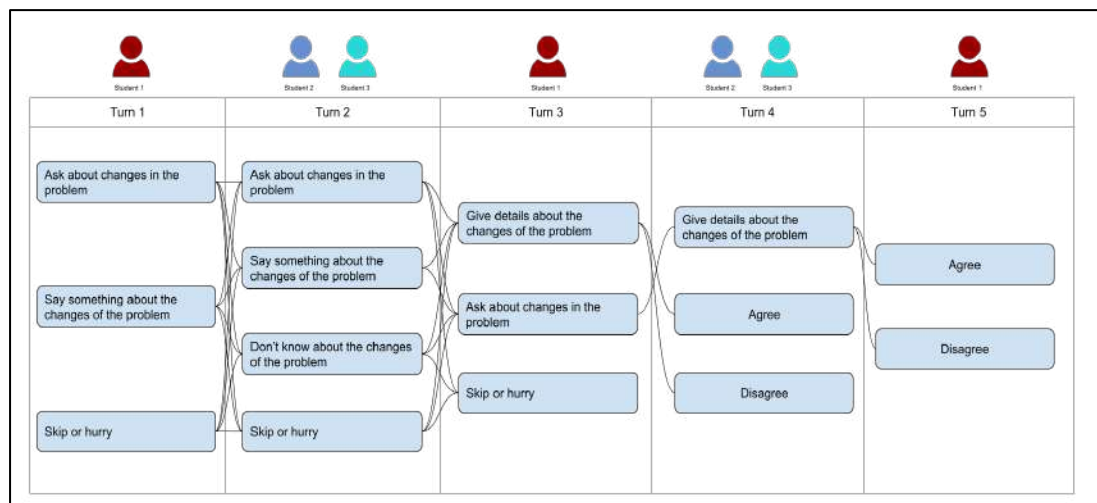 Student 1
Student 2
Student 3
Student 1
Student 2
Student 3
Student 1
Turn 1
Turn 2
Turn 3
Turn 4
Turn 5
Ask about changes in the
problem
Say something about the
changes of the problem
Skip or hurry
Ask about changes in the
problem
Say something about the
changes of the problem
Don't know about the changes
of the problem
Skip or hurry
Give details about the
changes of the problem
Ask about changes in the
problem
Skip or hurry
Give details about the
changes of the problem
Agree
Disagree
Agree
Disagree